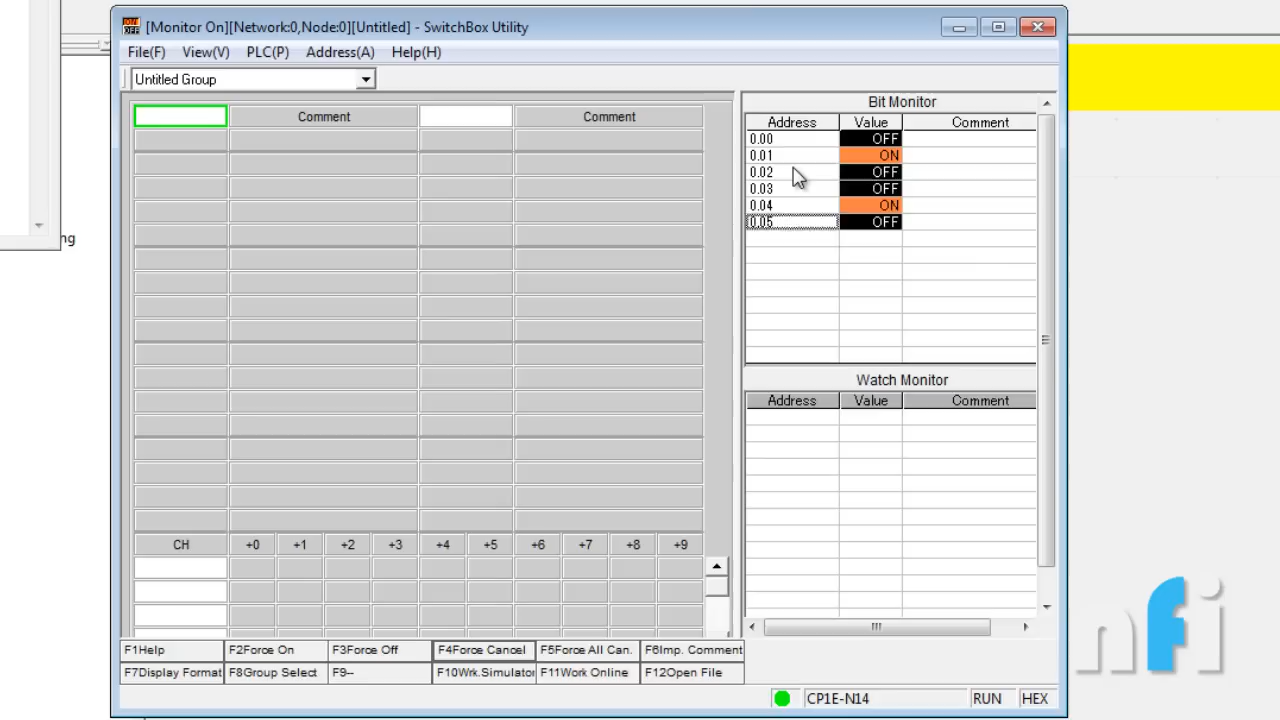 [Monitor On][Network:0,Node:0][Untitled] - SwitchBox Utility
File(F) View(V) PLC(P) Address(A) Help(H)
Untitled Group
Comment Comment
Bit Monitor
Address Value Comment
0.00 OFF
0.01 ON
0.02 OFF
0.03 OFF
0.04 ON
0.05 OFF
ng
Watch Monitor
Address Value Comment
CH +0 +1 +2 +3 +4 +5 +6 +7 +8 +9
F1Help F2Force On F3Force Off F4Force Cancel F5Force All Can. F6Imp. Comment
F7Display Format F8Group Select F9-- F10Wrk.Simulator F11Work Online F12Open File
CP1E-N14 RUN HEX
nfi